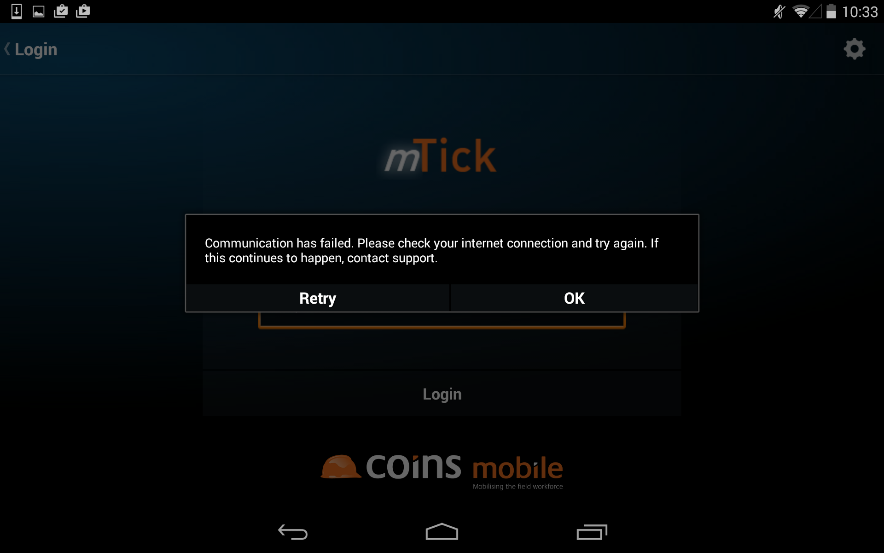 10:33
Login
mTick
Communication has failed. Please check your internet connection and try again. If
this continues to happen, contact support.
Retry
OK
Login
coins mobile
Mobilising the field workforce